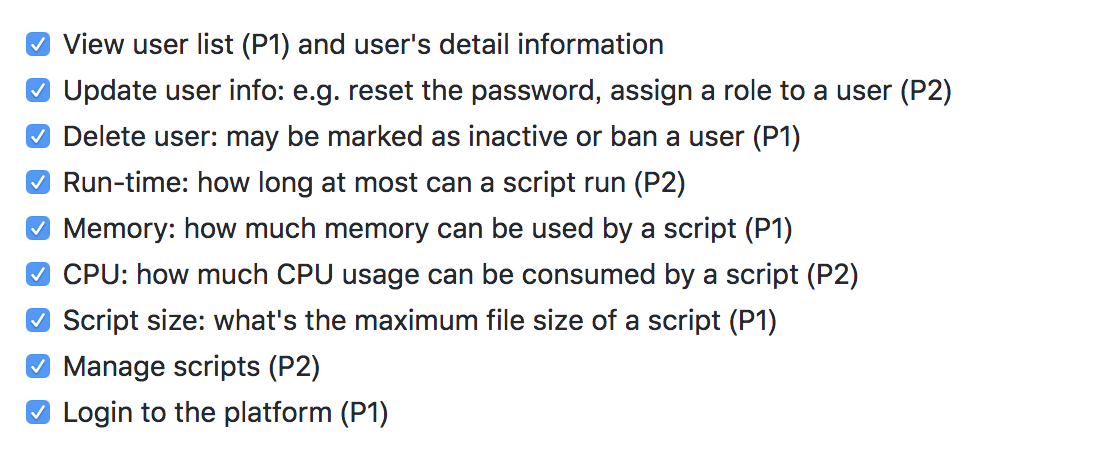 View user list (P1) and user's detail information
Update user info: e.g. reset the password, assign a role to a user (P2)
Delete user: may be marked as inactive or ban a user (P1)
Run-time: how long at most can a script run (P2)
Memory: how much memory can be used by a script (P1)
CPU: how much CPU usage can be consumed by a script (P2)
Script size: what's the maximum file size of a script (P1)
Manage scripts (P2)
Login to the platform (P1)